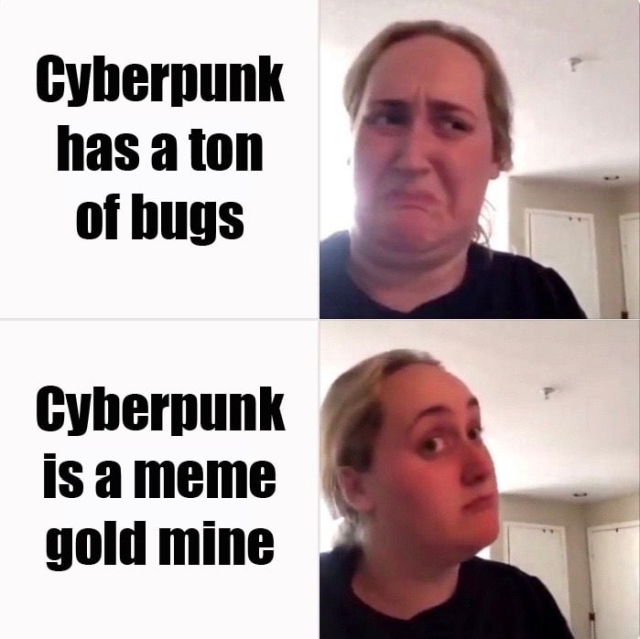 Cyberpunk
has a ton
of bugs
Cyberpunk
is a meme
gold mine